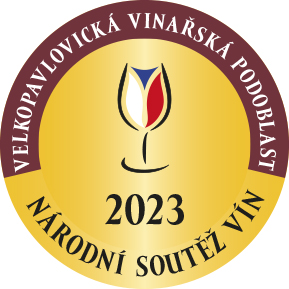 VELKOPAVLOVICKÁ VINAŘSKÁ PODOBLAST
2023
NÁRODNÍ SOUTĚŽ VÍN